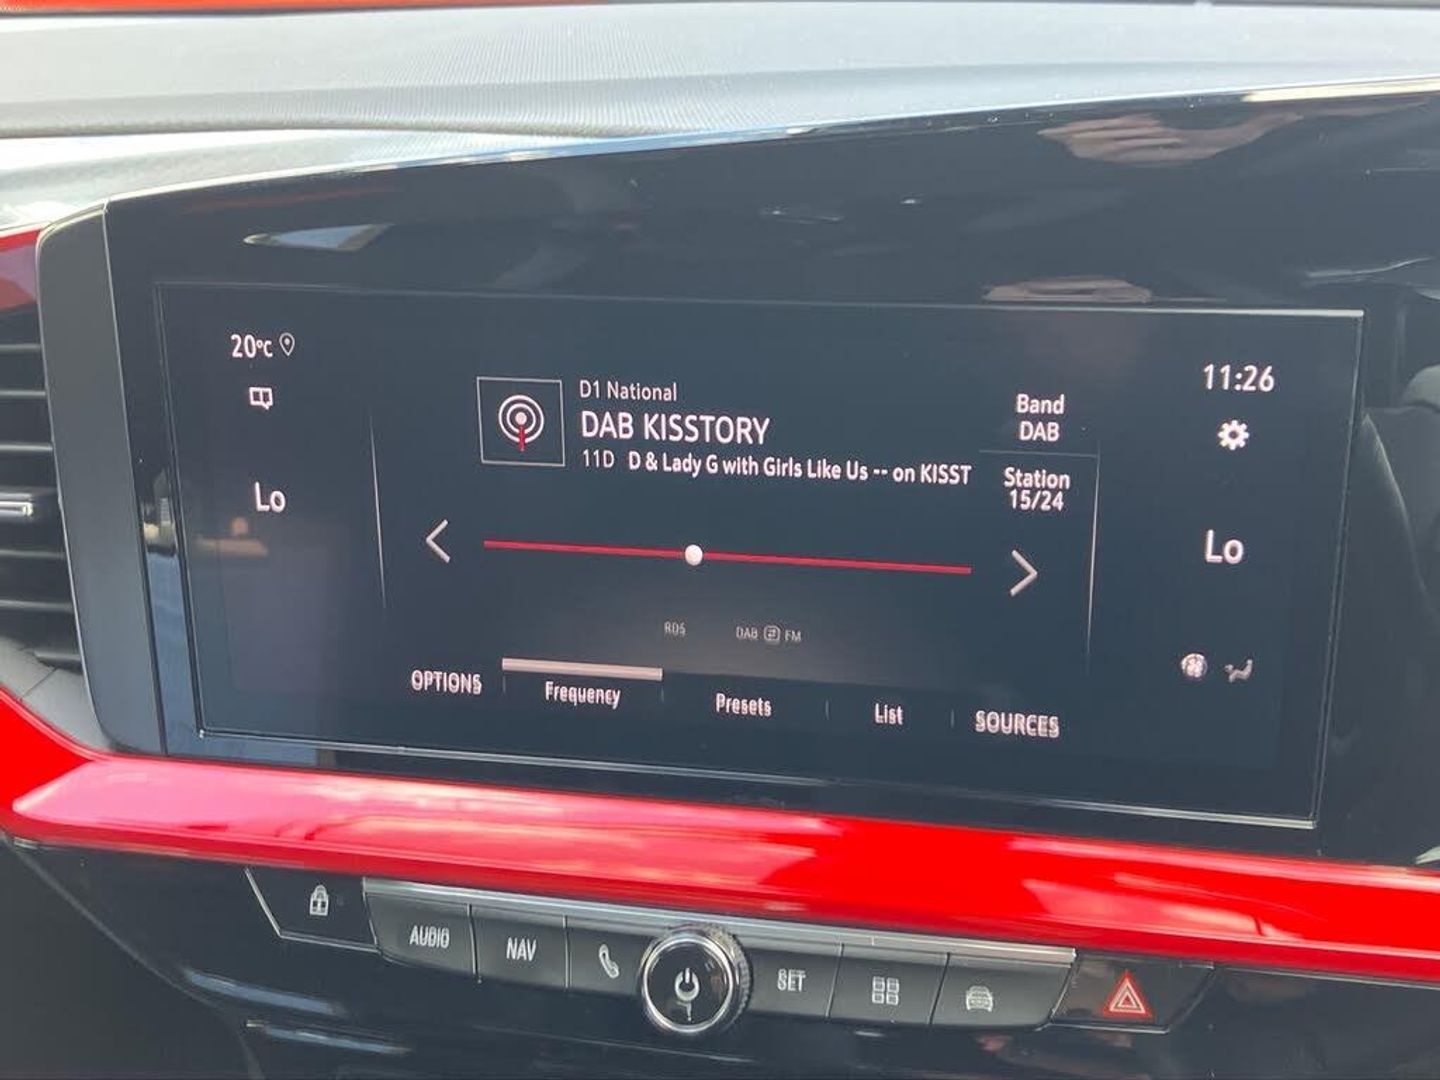 20°C
Lo
D1 National
DAB KISSTORY
11D D & Lady G with Girls Like Us -- on KISST
Band
DAB
Station
15/24
11:26
Lo
RDS
DAB FM
OPTIONS
Frequency
Presets
List
SOURCES
AUDIO
NAV
SET